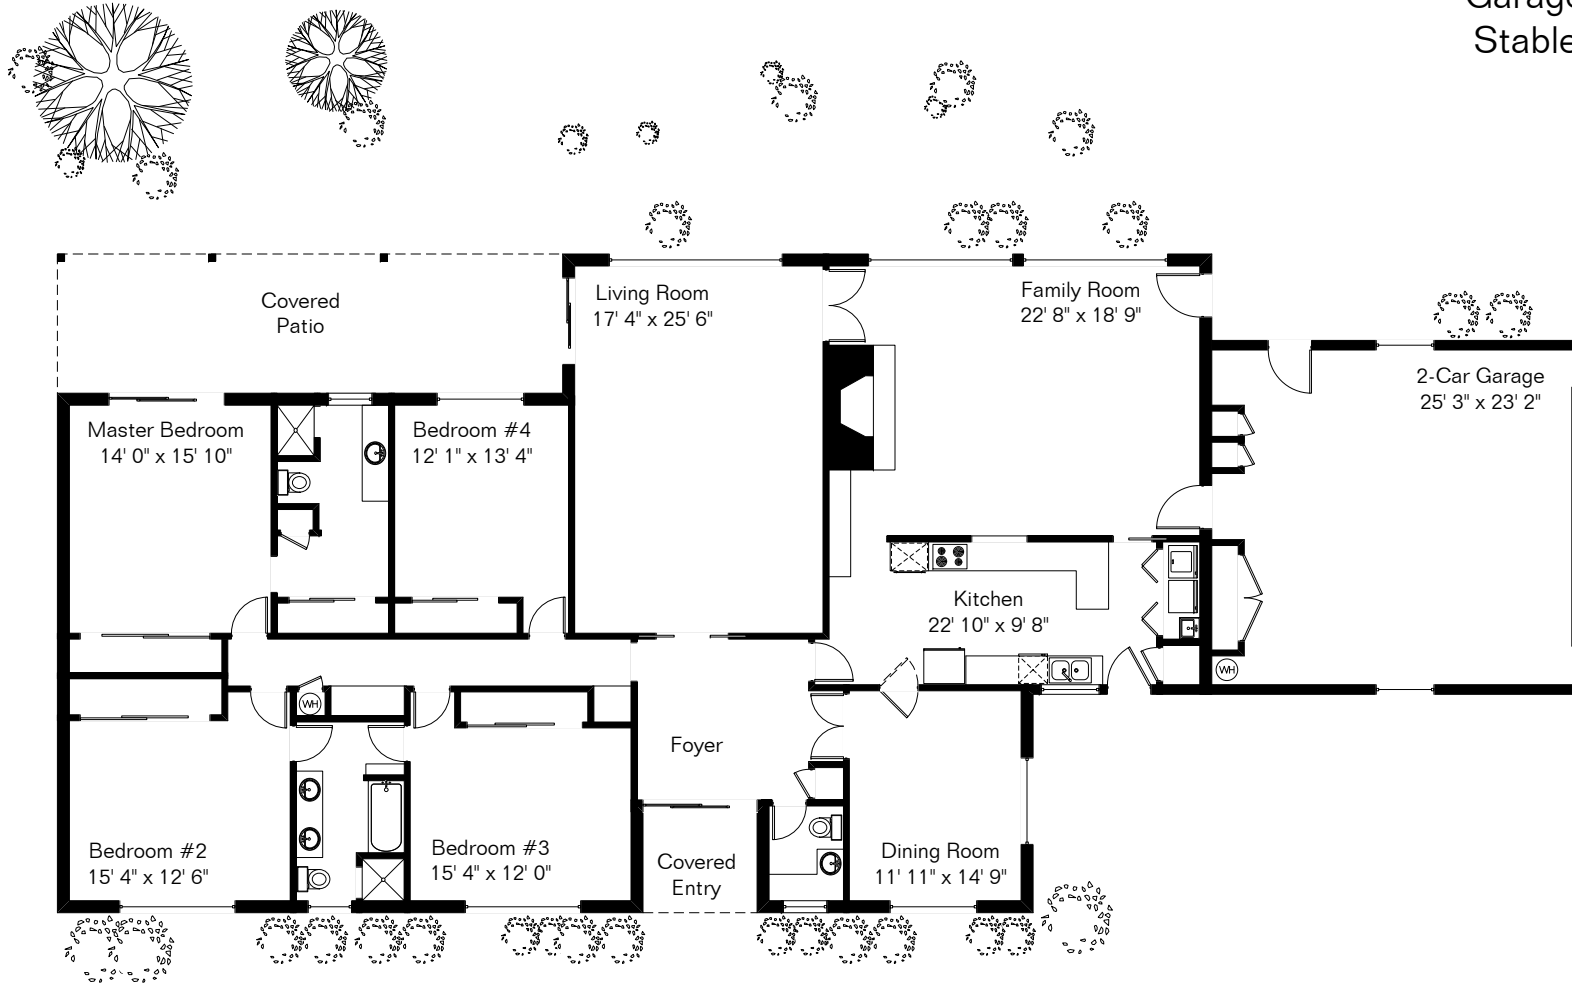 Garage
Stable
Covered
Patio
Living Room
17' 4" x 25' 6"
Family Room
22' 8" x 18' 9"
2-Car Garage
25' 3" x 23' 2"
Master Bedroom
14' 0" x 15' 10"
Bedroom #4
12' 1" x 13' 4"
Kitchen
22' 10" x 9' 8"
WH
WH
Foyer
Bedroom #2
15' 4" x 12' 6"
Bedroom #3
15' 4" x 12' 0"
Covered
Entry
Dining Room
11' 11" x 14' 9"